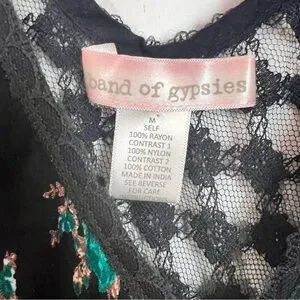 band of gypsies
M
SELF
100% RAYON
CONTRAST 1
100% NYLON
CONTRAST 2
100% COTTON
MADE IN INDIA
SEE REVERSE
FOR CARE